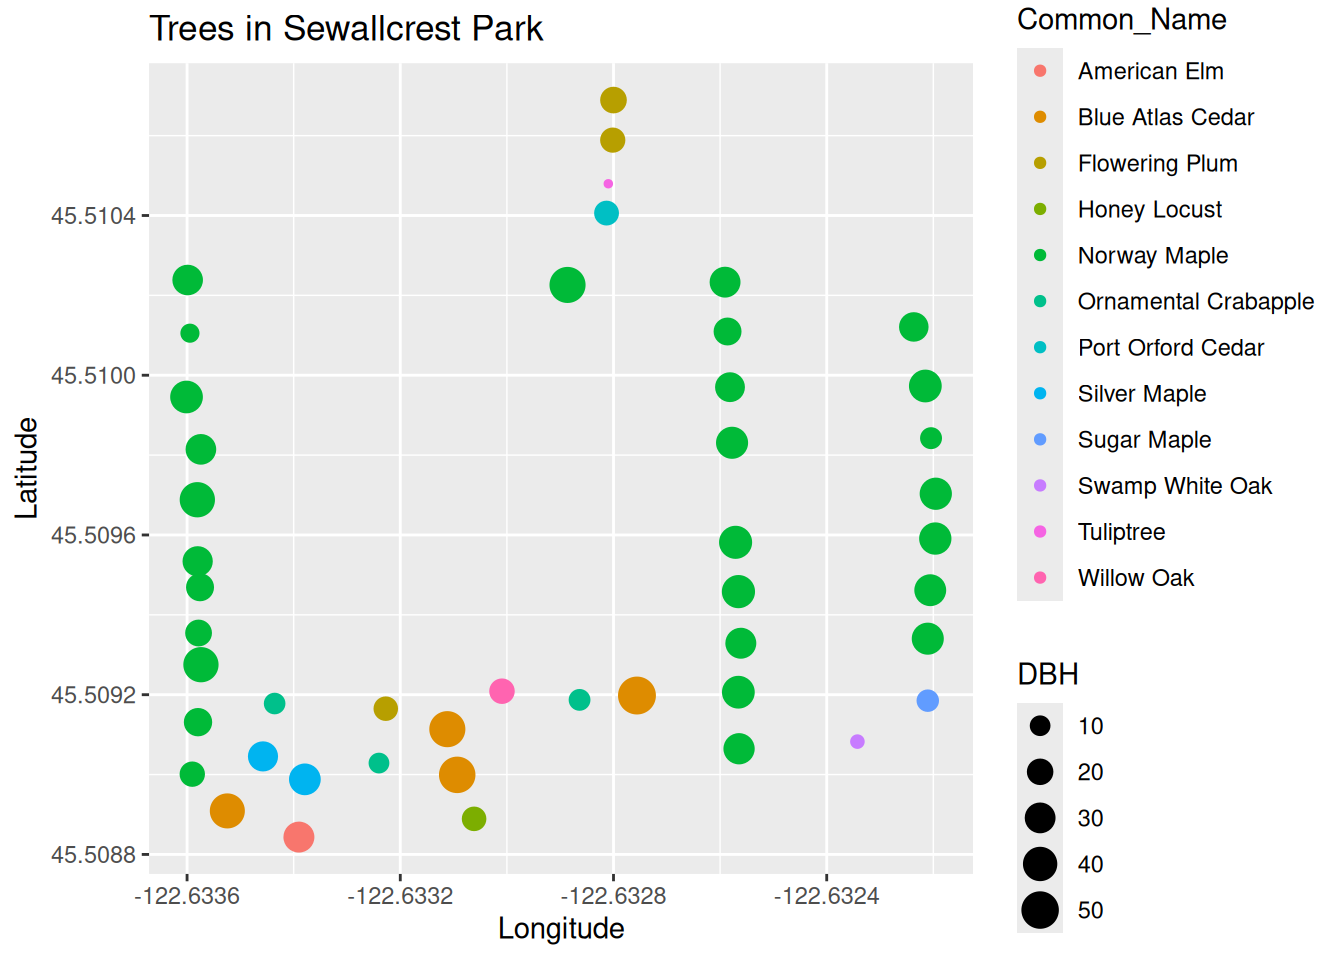 Trees in Sewallcrest Park
45.5104
45.5100
45.5096
45.5092
45.5088
Latitude
-122.6336
-122.6332
-122.6328
-122.6324
Longitude
Common_Name
American Elm
Blue Atlas Cedar
Flowering Plum
Honey Locust
Norway Maple
Ornamental Crabapple
Port Orford Cedar
Silver Maple
Sugar Maple
Swamp White Oak
Tuliptree
Willow Oak
DBH
10
20
30
40
50